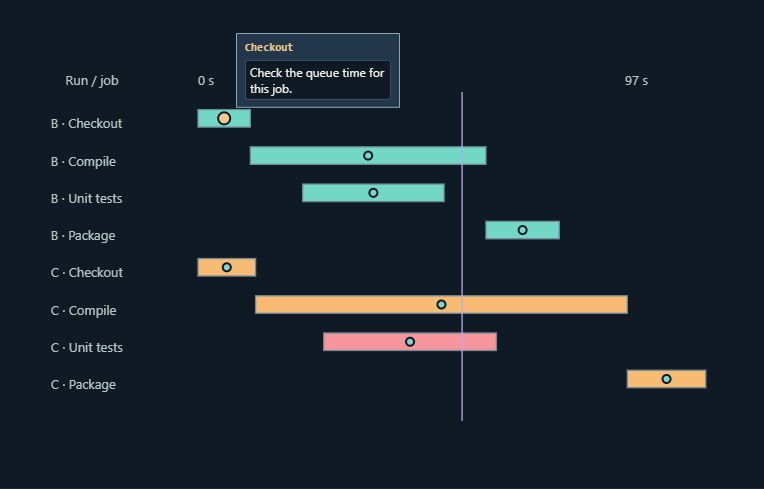 Checkout
Check the queue time for
this job.
Run / job
0 s
97 s
B · Checkout
B · Compile
B · Unit tests
B · Package
C · Checkout
C · Compile
C · Unit tests
C · Package